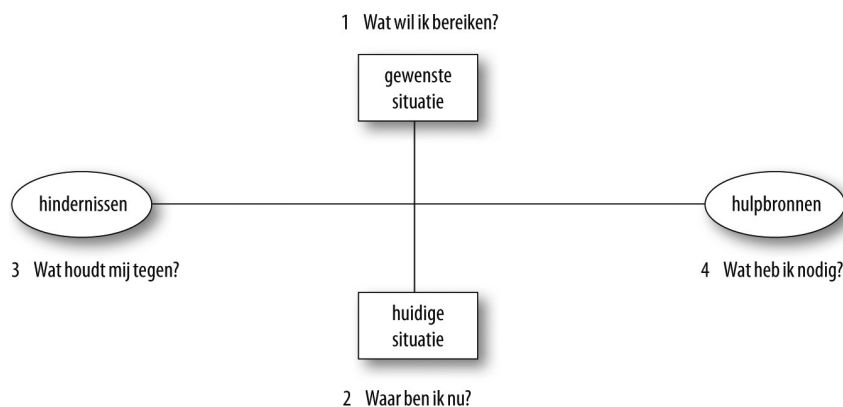 1 Wat wil ik bereiken?
gewenste
situatie
hindernissen
hulpbronnen
3 Wat houdt mij tegen?
4 Wat heb ik nodig?
huidige
situatie
2 Waar ben ik nu?